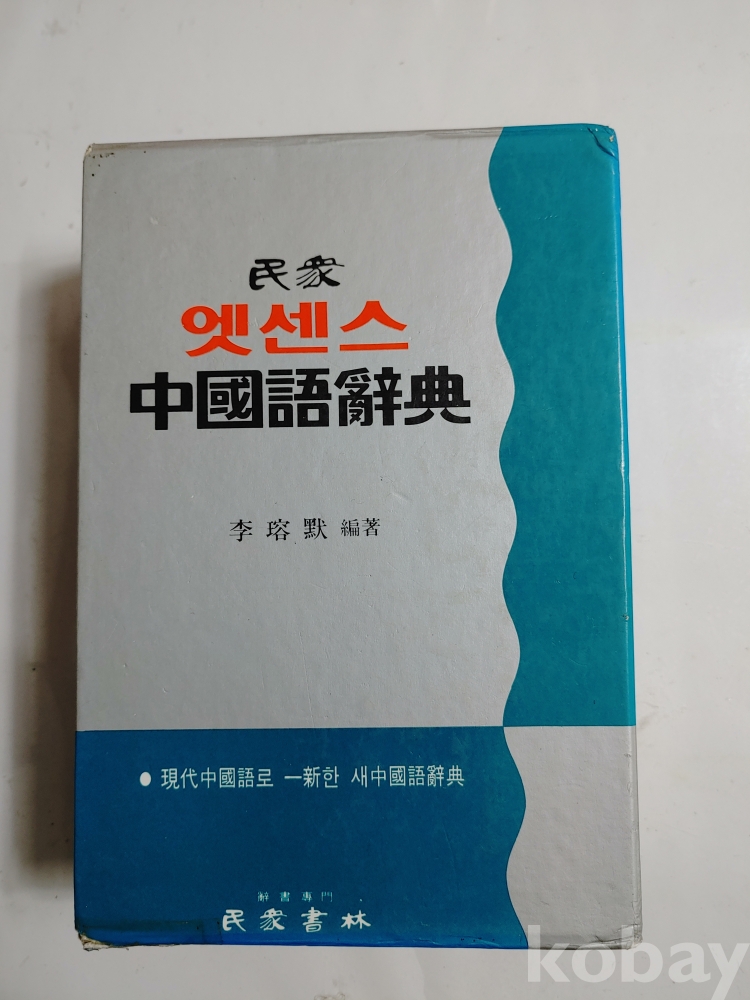 民衆
엣센스
中國語辭典
李瑢默 編著
● 現代中國語로 一新한 새中國語辭典
辭書專門
民衆書林
kobay